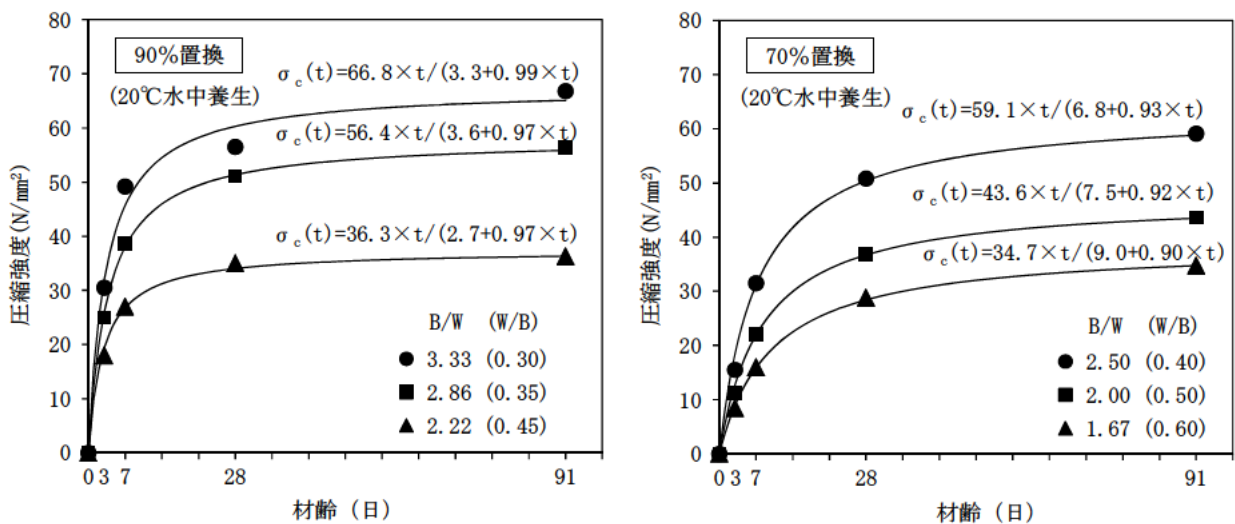 80
70
60
50
40
30
20
10
0
圧縮強度(N/mm²)
90%置換
(20℃水中養生)
σc(t)=66.8×t/(3.3+0.99×t)
σc(t)=56.4×t/(3.6+0.97×t)
σc(t)=36.3×t/(2.7+0.97×t)
B/W (W/B)
● 3.33 (0.30)
■ 2.86 (0.35)
▲ 2.22 (0.45)
0 3 7 28 91
材齢 (日)
80
70
60
50
40
30
20
10
0
圧縮強度(N/mm²)
70%置換
(20℃水中養生)
σc(t)=59.1×t/(6.8+0.93×t)
σc(t)=43.6×t/(7.5+0.92×t)
σc(t)=34.7×t/(9.0+0.90×t)
B/W (W/B)
● 2.50 (0.40)
■ 2.00 (0.50)
▲ 1.67 (0.60)
0 3 7 28 91
材齢 (日)